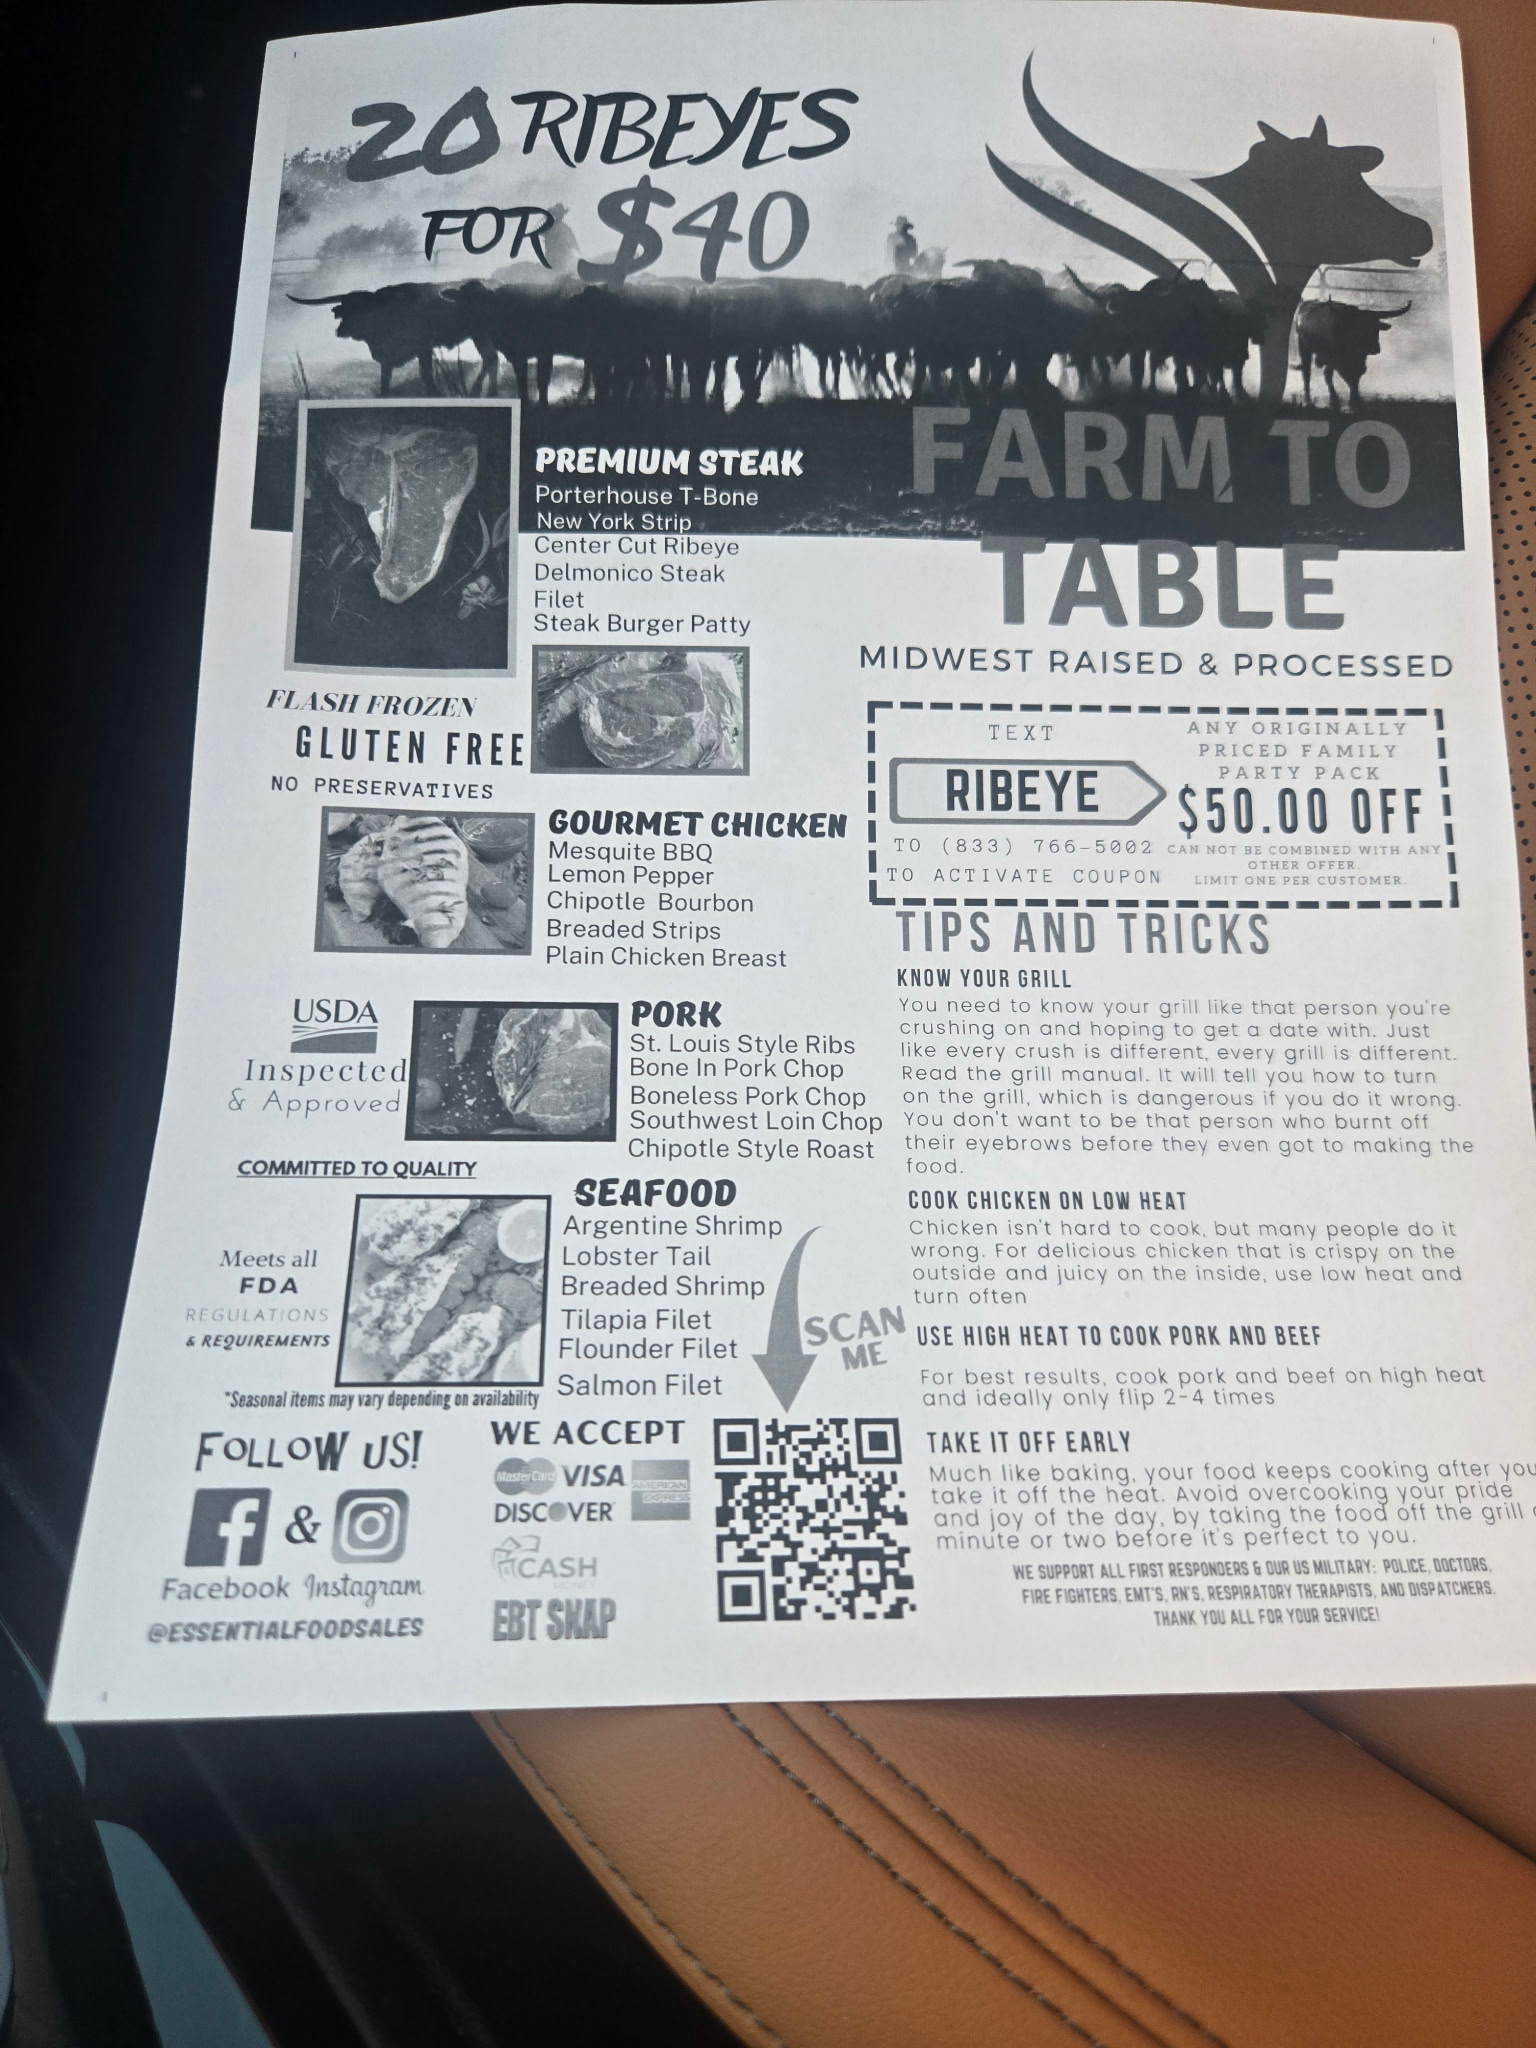 20 RIBEYES
FOR $40
FARM TO
TABLE
MIDWEST RAISED & PROCESSED
PREMIUM STEAK
Porterhouse T-Bone
New York Strip
Center Cut Ribeye
Delmonico Steak
Filet
Steak Burger Patty
FLASH FROZEN
GLUTEN FREE
NO PRESERVATIVES
GOURMET CHICKEN
Mesquite BBQ
Lemon Pepper
Chipotle Bourbon
Breaded Strips
Plain Chicken Breast
USDA
Inspected
& Approved
PORK
St. Louis Style Ribs
Bone In Pork Chop
Boneless Pork Chop
Southwest Loin Chop
Chipotle Style Roast
COMMITTED TO QUALITY
SEAFOOD
Argentine Shrimp
Lobster Tail
Breaded Shrimp
Tilapia Filet
Flounder Filet
Salmon Filet
Meets all
FDA
REGULATIONS
& REQUIREMENTS
*Seasonal items may vary depending on availability
SCAN
ME
FOLLOW US!
&
Facebook Instagram
@ESSENTIALFOODSALES
WE ACCEPT
MasterCard VISA AMERICAN EXPRESS
DISCOVER
CASH
MONEY
EBT SNAP
TEXT
RIBEYE
TO (833) 766-5002
TO ACTIVATE COUPON
ANY ORIGINALLY
PRICED FAMILY
PARTY PACK
$50.00 OFF
CAN NOT BE COMBINED WITH ANY
OTHER OFFER.
LIMIT ONE PER CUSTOMER.
TIPS AND TRICKS
KNOW YOUR GRILL
You need to know your grill like that person you're
crushing on and hoping to get a date with. Just
like every crush is different, every grill is different.
Read the grill manual. It will tell you how to turn
on the grill, which is dangerous if you do it wrong.
You don't want to be that person who burnt off
their eyebrows before they even got to making the
food.
COOK CHICKEN ON LOW HEAT
Chicken isn't hard to cook, but many people do it
wrong. For delicious chicken that is crispy on the
outside and juicy on the inside, use low heat and
turn often
USE HIGH HEAT TO COOK PORK AND BEEF
For best results, cook pork and beef on high heat
and ideally only flip 2-4 times
TAKE IT OFF EARLY
Much like baking, your food keeps cooking after you
take it off the heat. Avoid overcooking your pride
and joy of the day, by taking the food off the grill
minute or two before it's perfect to you.
WE SUPPORT ALL FIRST RESPONDERS & OUR US MILITARY: POLICE, DOCTORS,
FIRE FIGHTERS, EMT'S, RN'S, RESPIRATORY THERAPISTS, AND DISPATCHERS.
THANK YOU ALL FOR YOUR SERVICE!